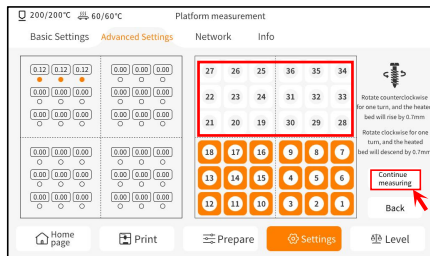 200/200°C 60/60°C Platform measurement
Basic Settings Advanced Settings Network Info
0.12 0.12 0.12 0.00 0.00 0.00 27 26 25 36 35 34
0.00 0.00 0.00 0.00 0.00 0.00 22 23 24 31 32 33
0.00 0.00 0.00 0.00 0.00 0.00 21 20 19 30 29 28
0.00 0.00 0.00 0.00 0.00 0.00 18 17 16 9 8 7
0.00 0.00 0.00 0.00 0.00 0.00 13 14 15 4 5 6
0.00 0.00 0.00 0.00 0.00 0.00 12 11 10 3 2 1
Rotate counterclockwise
for one turn, and the heated
bed will rise by 0.7mm
Rotate clockwise for one
turn, and the heated
bed will descend by 0.7mm
Continue
measuring
Back
Home
page
Print
Prepare
Settings
Level